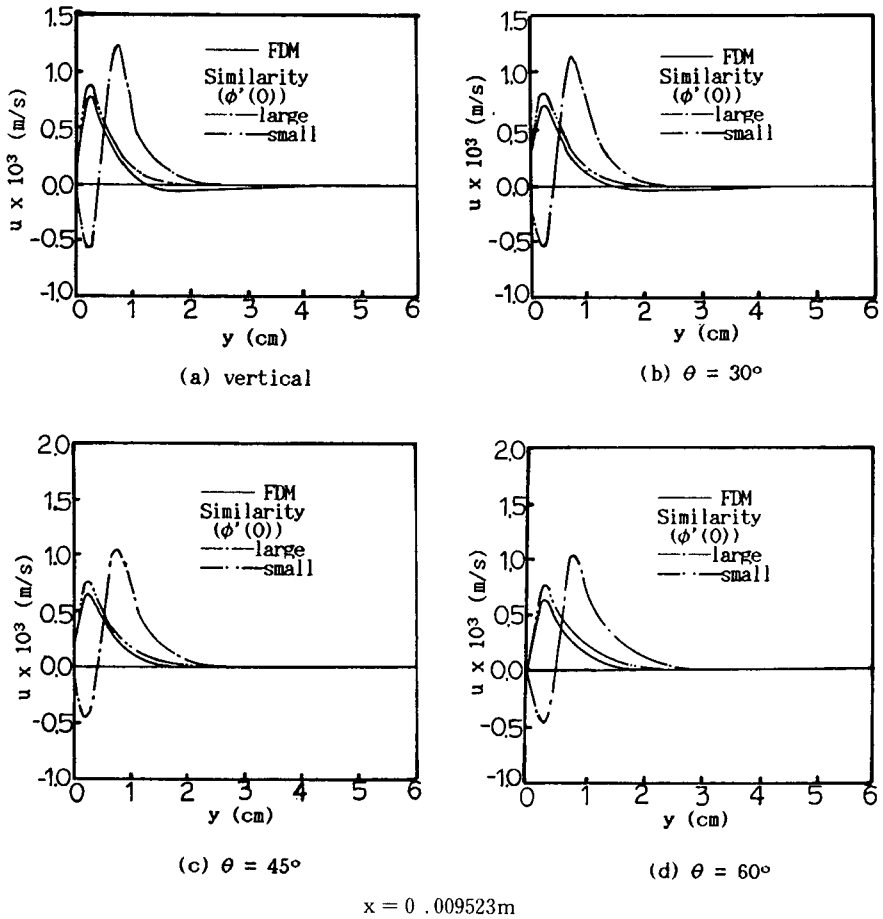 1.5
1.0
0.5
0.0
-0.5
-1.0
u x 10³ (m/s)
FDM
Similarity
(ϕ'(0))
large
small
0 1 2 3 4 5 6
y (cm)
(a) vertical
1.5
1.0
0.5
0.0
-0.5
-1.0
u x 10³ (m/s)
FDM
Similarity
(ϕ'(0))
large
small
0 1 2 3 4 5 6
y (cm)
(b) θ = 30°
2.0
1.5
1.0
0.5
0.0
-0.5
-1.0
u x 10³ (m/s)
FDM
Similarity
(ϕ'(0))
large
small
0 1 2 3 4 5 6
y (cm)
(c) θ = 45°
2.0
1.5
1.0
0.5
0.0
-0.5
-1.0
u x 10³ (m/s)
FDM
Similarity
(ϕ'(0))
large
small
0 1 2 3 4 5 6
y (cm)
(d) θ = 60°
x = 0 .009523m